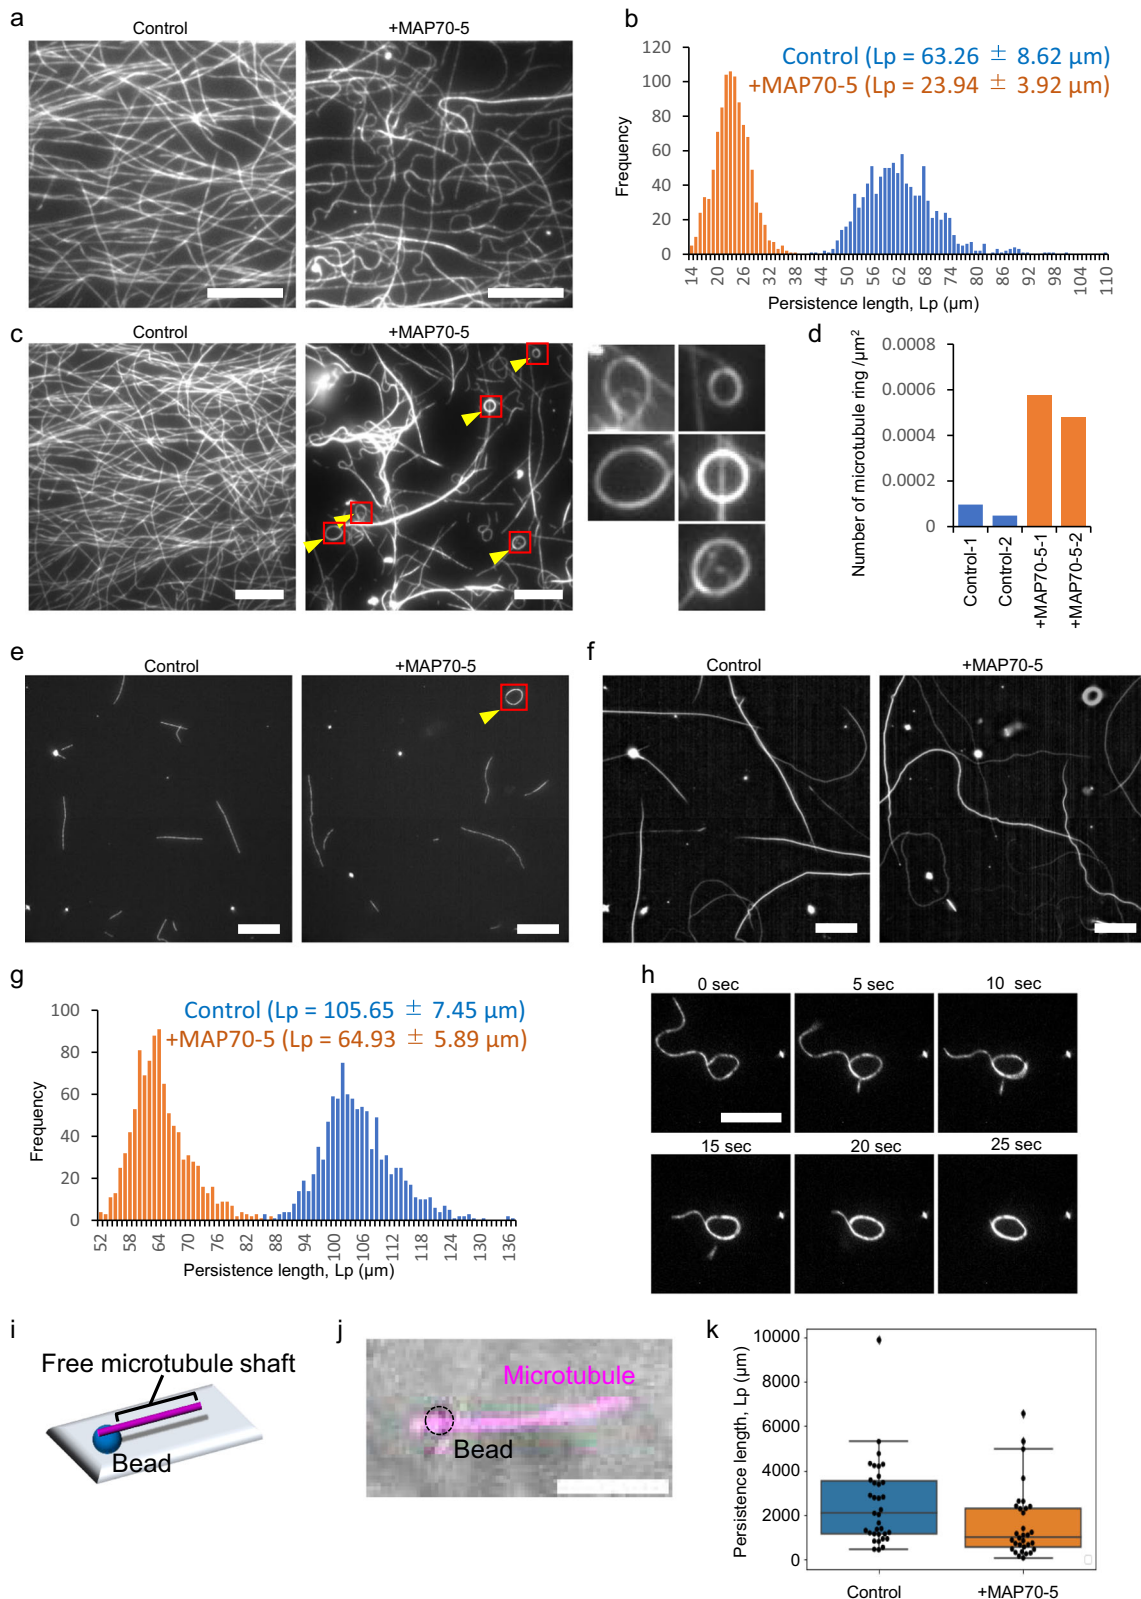 a
Control
+MAP70-5
b
120
100
80
60
40
20
0
Frequency
Control (Lp = 63.26 ± 8.62 µm)
+MAP70-5 (Lp = 23.94 ± 3.92 µm)
14 20 26 32 38 44 50 56 62 68 74 80 86 92 98 104 110
Persistence length, Lp (µm)
c
Control
+MAP70-5
d
Number of microtubule ring /µm²
0.0008
0.0006
0.0004
0.0002
0
Control-1
Control-2
+MAP70-5-1
+MAP70-5-2
e
Control
+MAP70-5
f
Control
+MAP70-5
g
Control (Lp = 105.65 ± 7.45 µm)
+MAP70-5 (Lp = 64.93 ± 5.89 µm)
100
80
60
40
20
0
Frequency
52 58 64 70 76 82 88 94 100 106 112 118 124 130 136
Persistence length, Lp (µm)
h
0 sec
5 sec
10 sec
15 sec
20 sec
25 sec
i
Free microtubule shaft
Bead
j
Microtubule
Bead
k
Persistence length, Lp (µm)
10000
8000
6000
4000
2000
0
Control
+MAP70-5